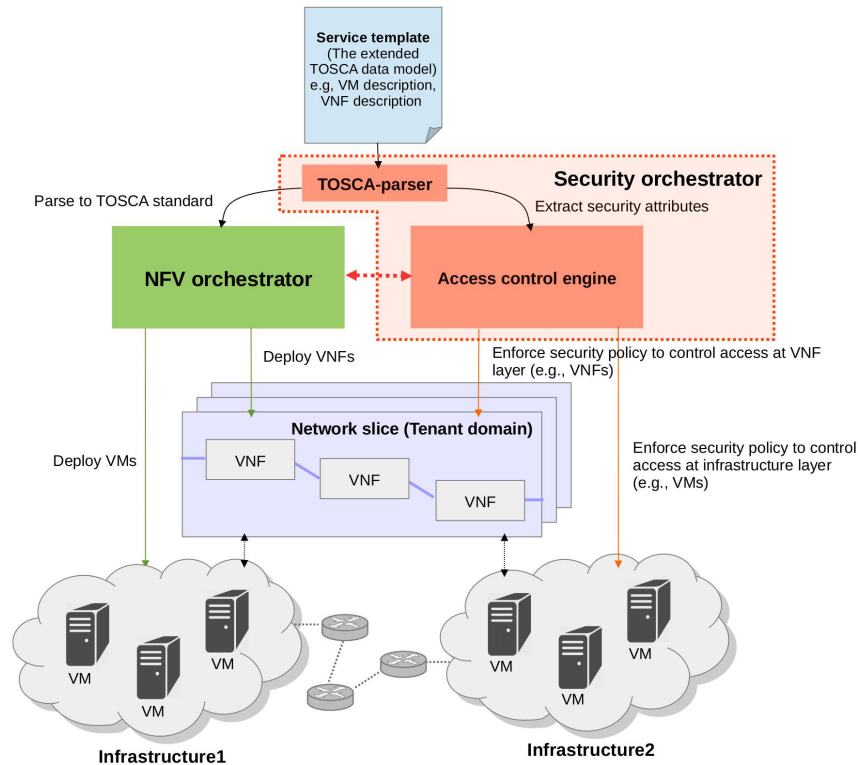 Service template
(The extended
TOSCA data model)
e.g, VM description,
VNF description
TOSCA-parser
Security orchestrator
Parse to TOSCA standard
Extract security attributes
NFV orchestrator
Access control engine
Deploy VNFs
Enforce security policy to control access at VNF
layer (e.g., VNFs)
Network slice (Tenant domain)
Deploy VMs
VNF
VNF
VNF
Enforce security policy to control
access at infrastructure layer
(e.g., VMs)
VM
VM
VM
VM
VM
VM
Infrastructure1
Infrastructure2